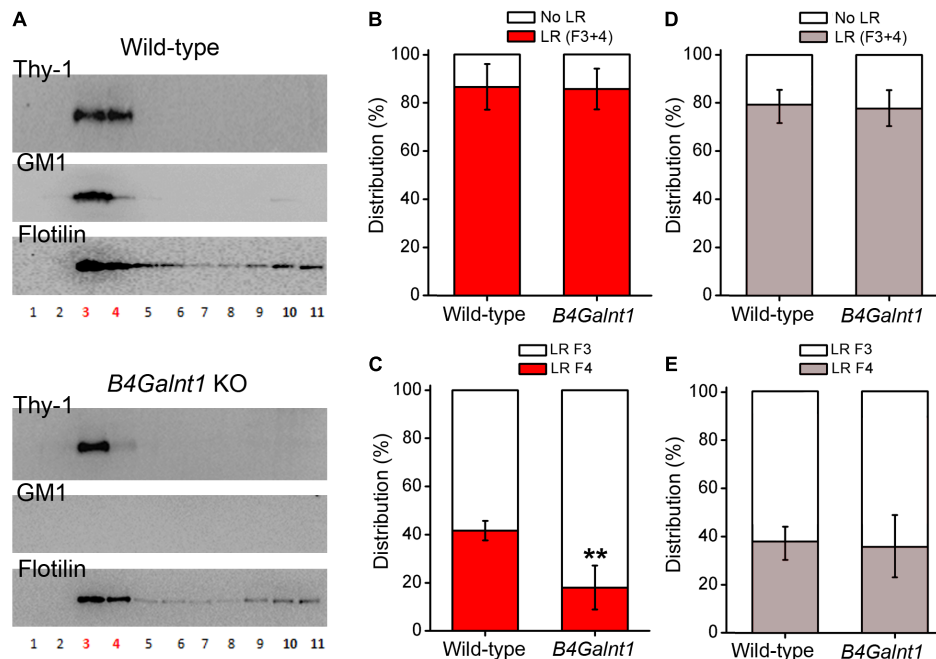 A
Wild-type
Thy-1
GM1
Flotilin
1 2 3 4 5 6 7 8 9 10 11
B4Galnt1 KO
Thy-1
GM1
Flotilin
1 2 3 4 5 6 7 8 9 10 11
B
No LR
LR (F3+4)
Distribution (%)
100
80
60
40
20
0
Wild-type
B4Galnt1
D
No LR
LR (F3+4)
Distribution (%)
100
80
60
40
20
0
Wild-type
B4Galnt1
C
LR F3
LR F4
Distribution (%)
100
80
60
40
20
0
**
Wild-type
B4Galnt1
E
LR F3
LR F4
Distribution (%)
100
80
60
40
20
0
Wild-type
B4Galnt1